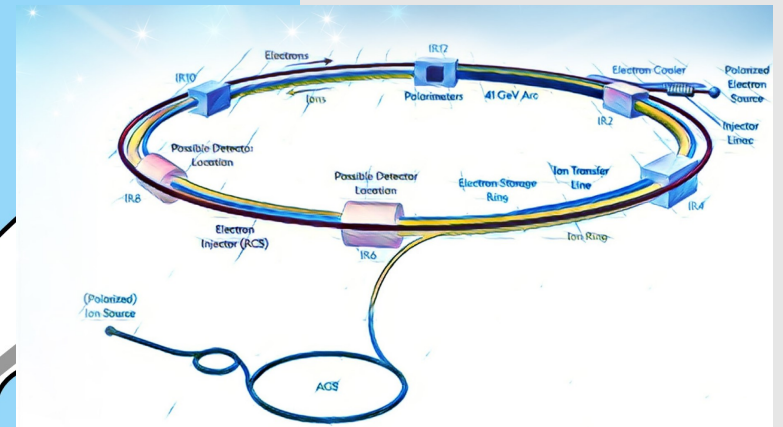 IR12
Electrons
Ions
IR10
Polarimeters
41 GeV Arc
Electron Cooler
Polarized
Electron
Source
IR2
Injector
Linac
Possible Detector
Location
IR8
Possible Detector
Location
Electron Storage
Ring
Ion Transfer
Line
IR4
Electron
Injector (RCS)
IR6
Ion Ring
(Polarized)
Ion Source
AGS